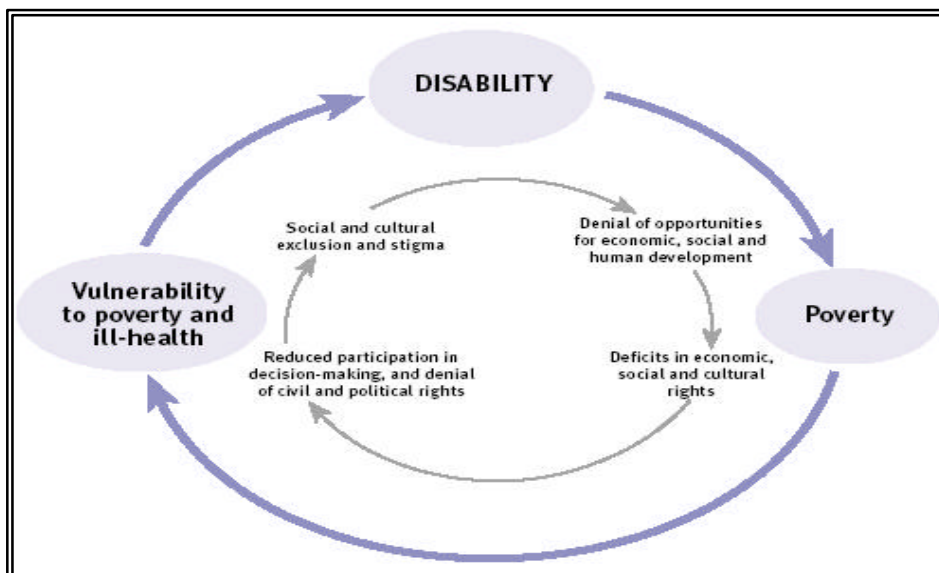 DISABILITY
Social and cultural
exclusion and stigma
Denial of opportunities
for economic, social and
human development
Vulnerability
to poverty and
ill-health
Poverty
Reduced participation in
decision-making, and denial
of civil and political rights
Deficits in economic,
social and cultural
rights